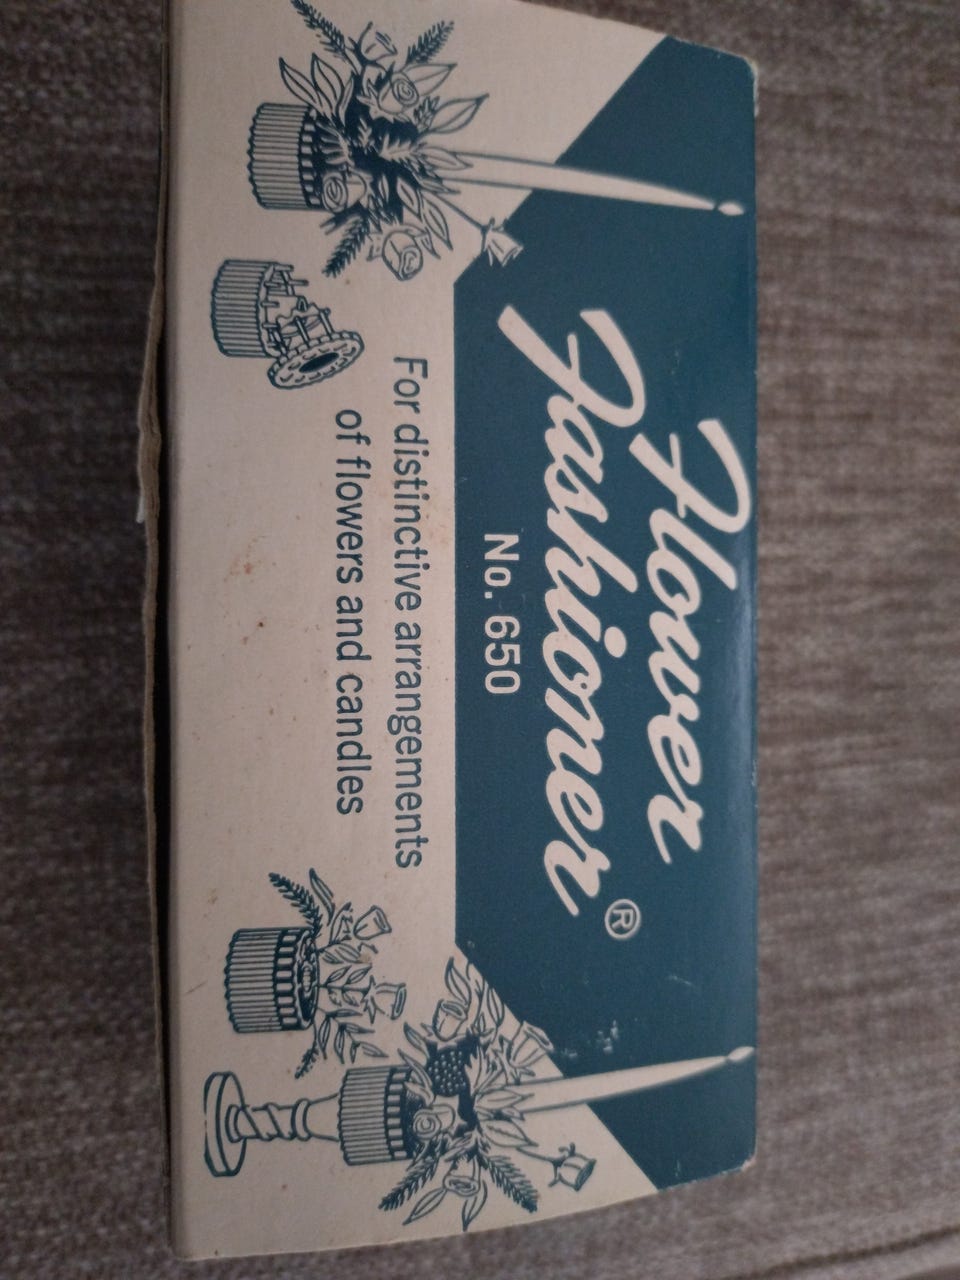 Flower
Fashioner®
No. 650
For distinctive arrangements
of flowers and candles